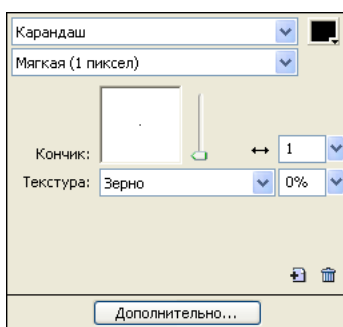 Карандаш
Мягкая (1 пиксел)
Кончик: 1
Текстура: Зерно 0%
Дополнительно...